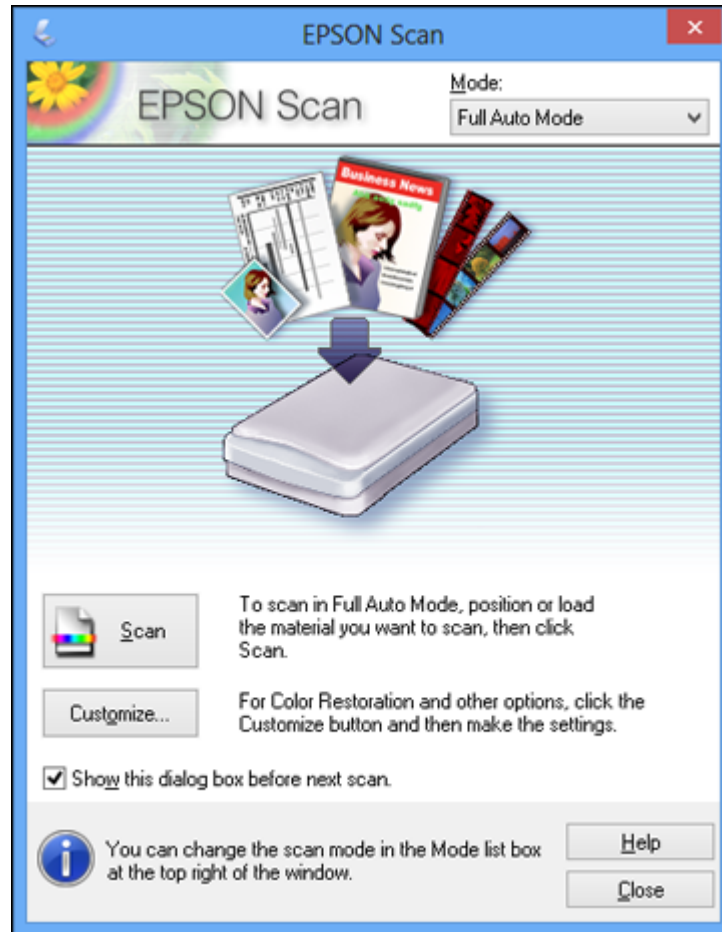 EPSON Scan
EPSON Scan
Mode:
Full Auto Mode
Business News
Scan
To scan in Full Auto Mode, position or load
the material you want to scan, then click
Scan.
Customize...
For Color Restoration and other options, click the
Customize button and then make the settings.
Show this dialog box before next scan.
You can change the scan mode in the Mode list box
at the top right of the window.
Help
Close